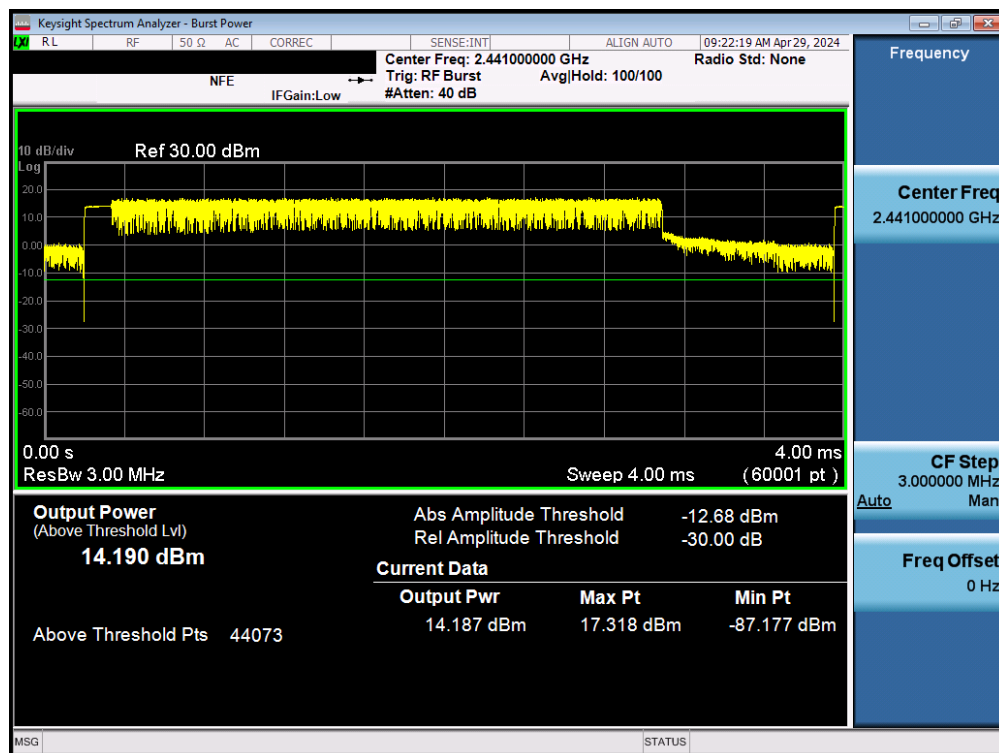 Keysight Spectrum Analyzer - Burst Power
LXI RL RF 50 Ω AC CORREC SENSE:INT ALIGN AUTO 09:22:19 AM Apr 29, 2024
Center Freq: 2.441000000 GHz Radio Std: None
NFE Trig: RF Burst Avg|Hold: 100/100
IFGain:Low #Atten: 40 dB
10 dB/div Ref 30.00 dBm
Log
20.0
10.0
0.00
-10.0
-20.0
-30.0
-40.0
-50.0
-60.0
0.00 s 4.00 ms
ResBw 3.00 MHz Sweep 4.00 ms (60001 pt)
Output Power
(Above Threshold Lvl)
14.190 dBm
Above Threshold Pts 44073
Abs Amplitude Threshold -12.68 dBm
Rel Amplitude Threshold -30.00 dB
Current Data
Output Pwr Max Pt Min Pt
14.187 dBm 17.318 dBm -87.177 dBm
MSG STATUS
Frequency
Center Freq
2.441000000 GHz
CF Step
3.000000 MHz
Auto Man
Freq Offset
0 Hz